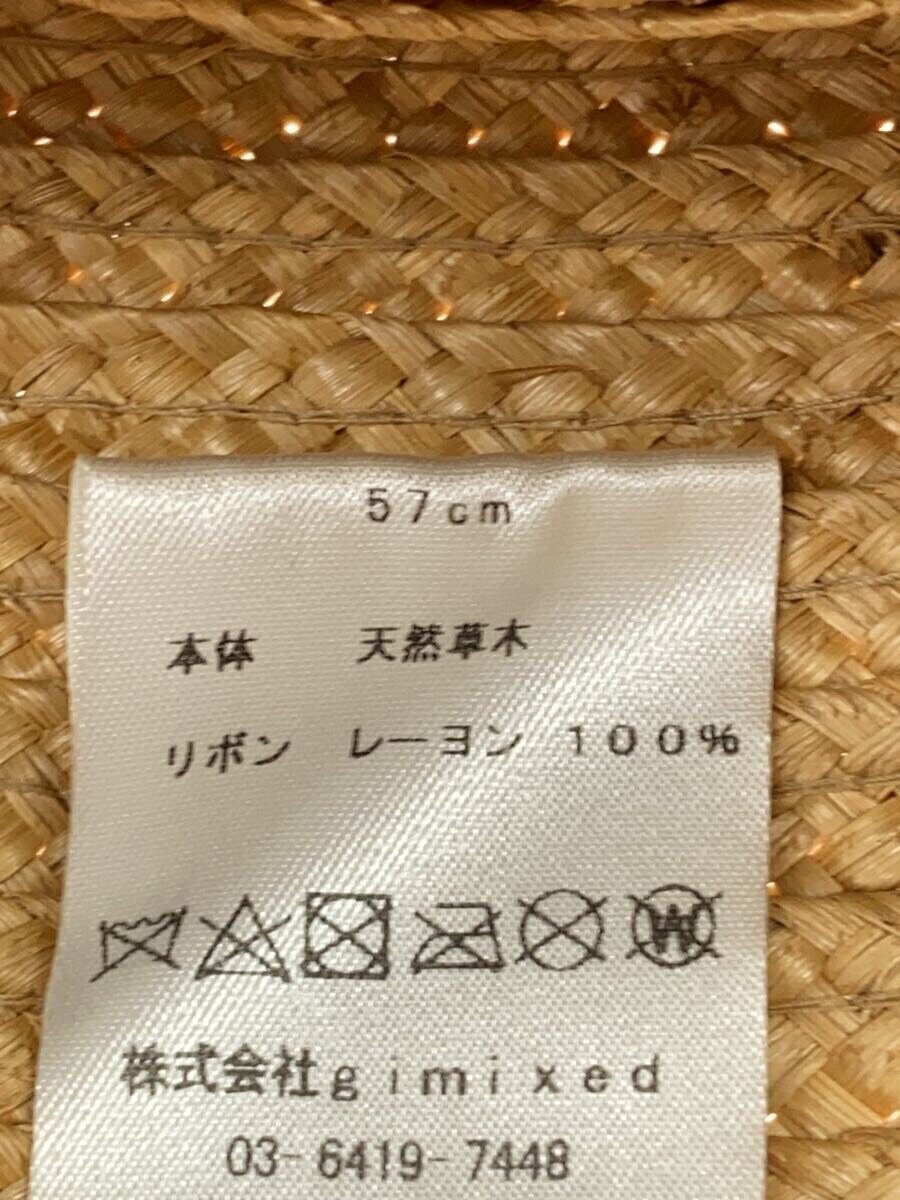 57cm
本体 天然草木
リボン レーヨン 100%
W
株式会社gimixed
03-6419-7448